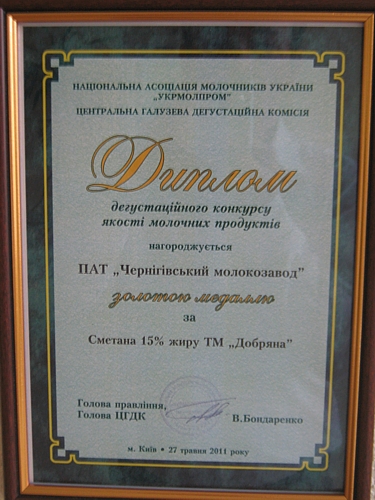 НАЦІОНАЛЬНА АСОЦІАЦІЯ МОЛОЧНИКІВ УКРАЇНИ
„УКРМОЛПРОМ”
ЦЕНТРАЛЬНА ГАЛУЗЕВА ДЕГУСТАЦІЙНА КОМІСІЯ
Диплом
дегустаційного конкурсу
якості молочних продуктів
нагороджується
ПАТ „Чернігівський молокозавод”
золотою медаллю
за
Сметана 15% жиру ТМ „Добряна”
Голова правління,
Голова ЦГДК В.Бондаренко
м. Київ • 27 травня 2011 року